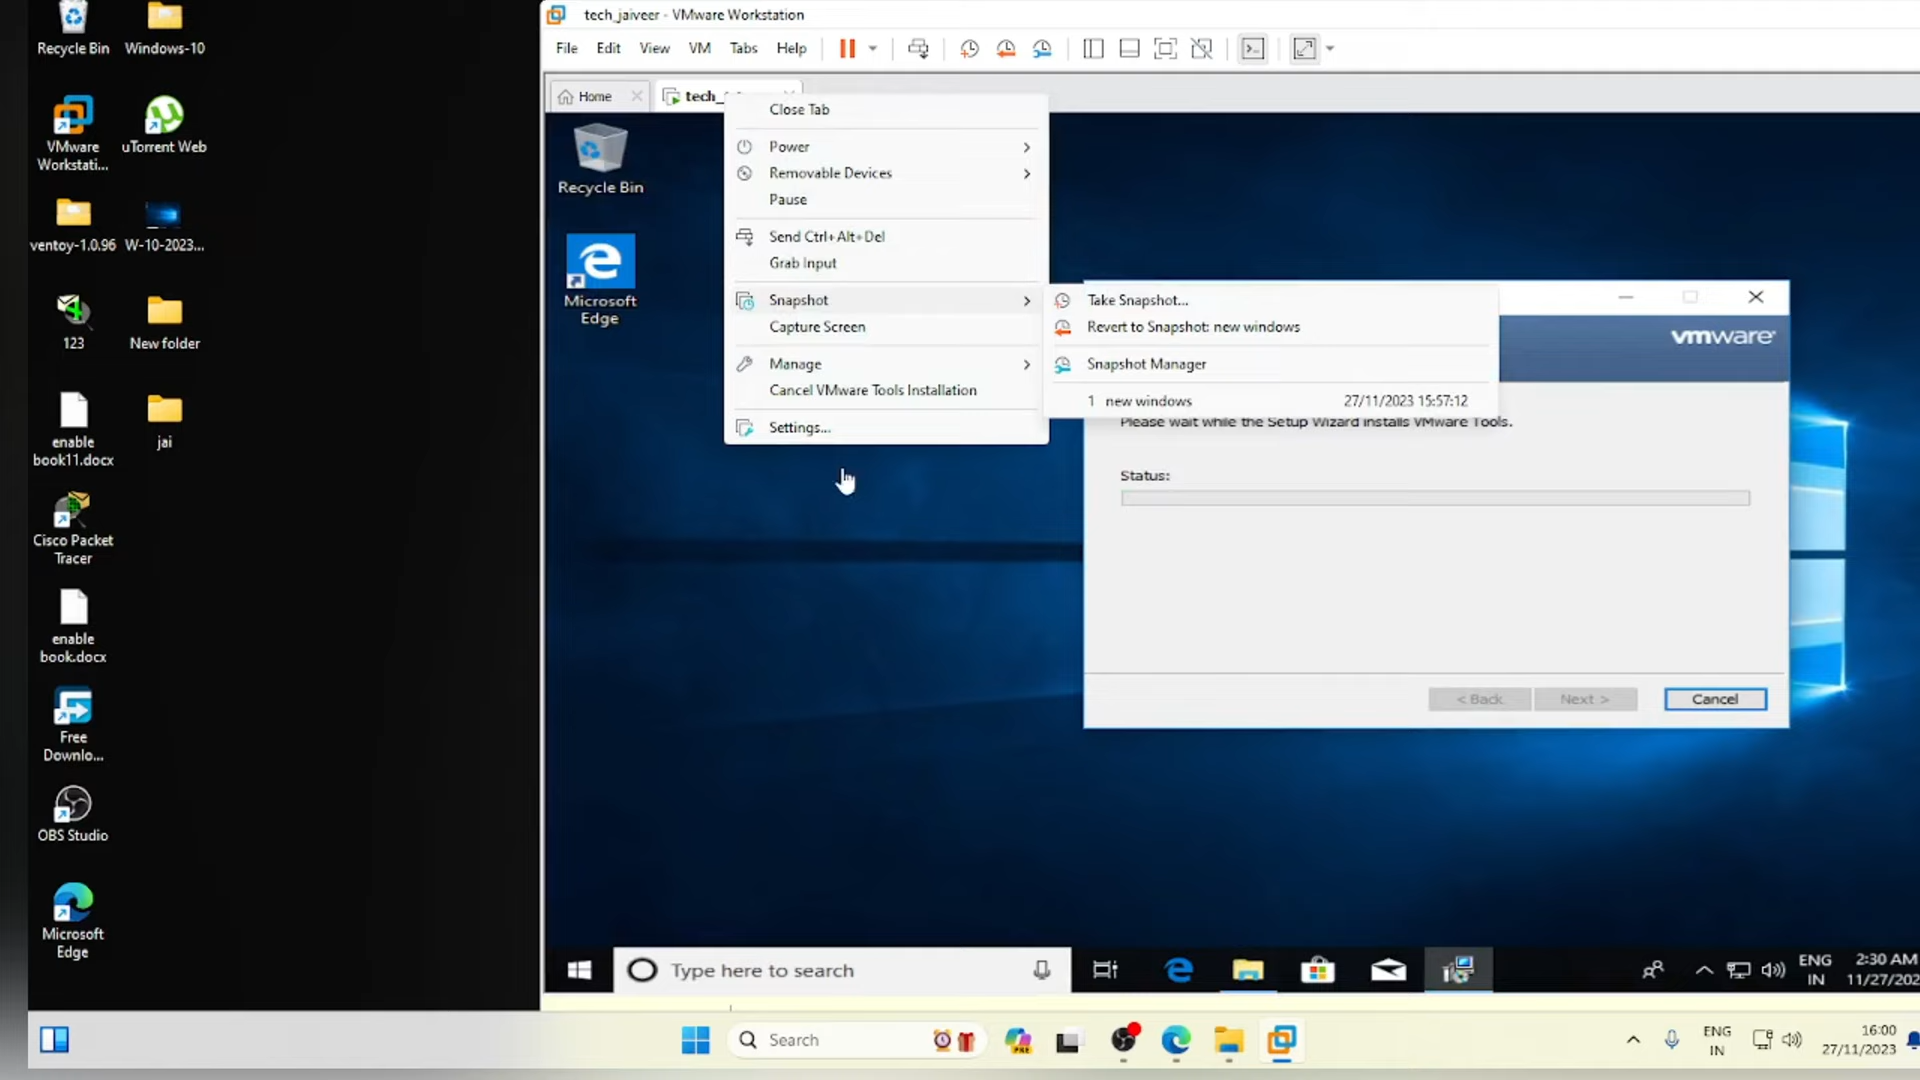 Recycle Bin
Windows-10
VMware
Workstati...
uTorrent Web
ventoy-1.0.96
W-10-2023...
123
New folder
enable
book11.docx
jai
Cisco Packet
Tracer
enable
book.docx
Free
Downlo...
OBS Studio
Microsoft
Edge
tech_jaiveer - VMware Workstation
File Edit View VM Tabs Help
Home
tech_
Recycle Bin
Microsoft
Edge
Close Tab
Power
Removable Devices
Pause
Send Ctrl+Alt+Del
Grab Input
Snapshot
Capture Screen
Manage
Cancel VMware Tools Installation
Settings...
Take Snapshot...
Revert to Snapshot: new windows
Snapshot Manager
1 new windows 27/11/2023 15:57:12
vmware
Please wait while the Setup Wizard installs VMware Tools.
Status:
< Back
Next >
Cancel
Type here to search
ENG
IN
2:30 AM
11/27/202
Search
PRE
ENG
IN
16:00
27/11/2023